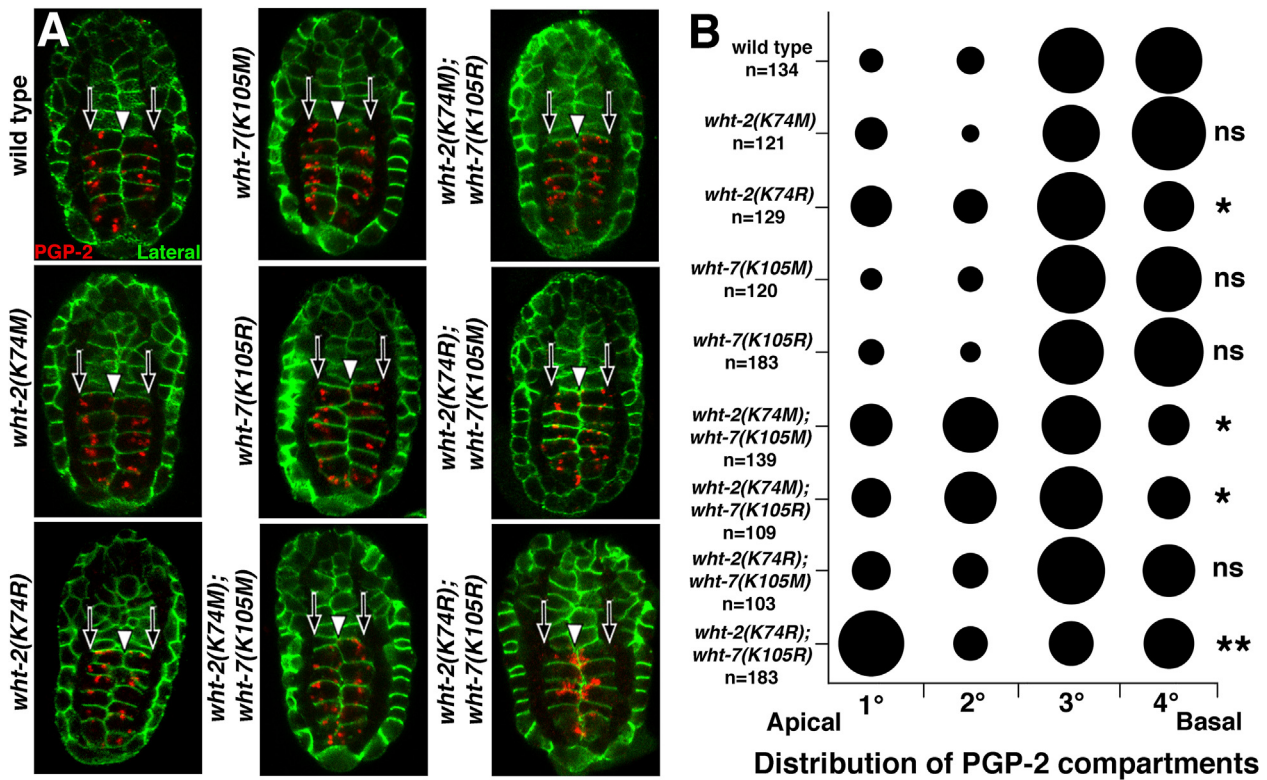 A
wild type
PGP-2
Lateral
wht-7(K105M)
wht-2(K74M);
wht-7(K105R)
wht-2(K74M)
wht-7(K105R)
wht-2(K74R);
wht-7(K105M)
wht-2(K74R)
wht-2(K74M);
wht-7(K105M)
wht-2(K74R);
wht-7(K105R)
B
wild type
n=134
wht-2(K74M)
n=121
ns
wht-2(K74R)
n=129
*
wht-7(K105M)
n=120
ns
wht-7(K105R)
n=183
ns
wht-2(K74M);
wht-7(K105M)
n=139
*
wht-2(K74M);
wht-7(K105R)
n=109
*
wht-2(K74R);
wht-7(K105M)
n=103
ns
wht-2(K74R);
wht-7(K105R)
n=183
**
1° 2° 3° 4°
Apical Basal
Distribution of PGP-2 compartments